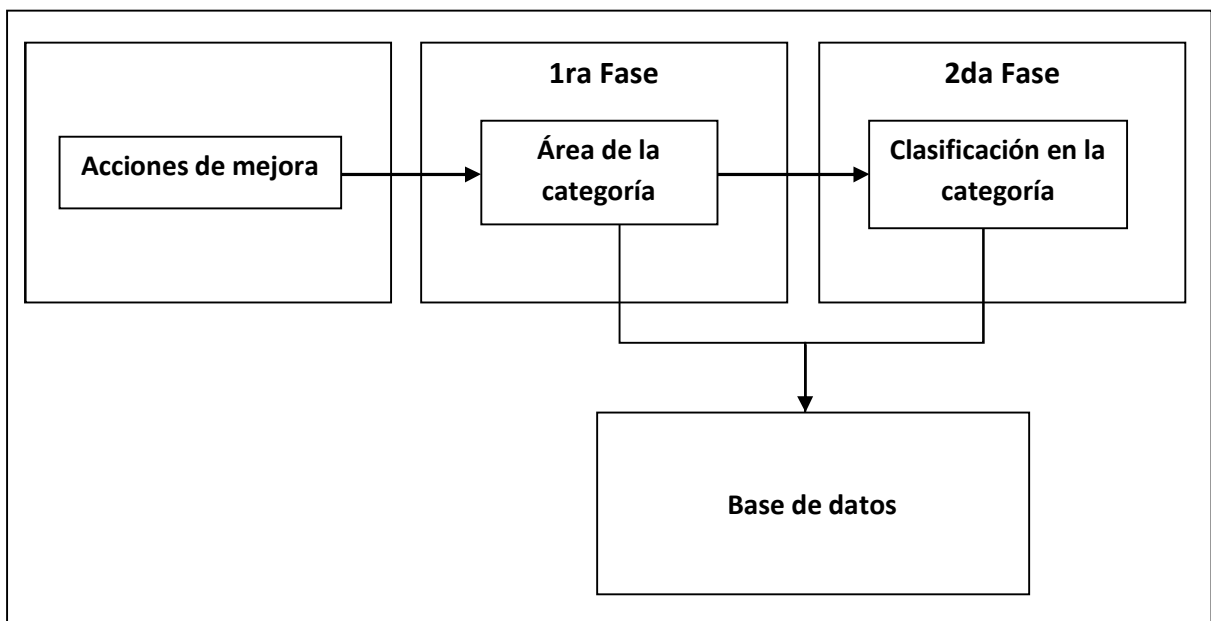 1ra Fase
2da Fase
Acciones de mejora
Área de la
categoría
Clasificación en la
categoría
Base de datos